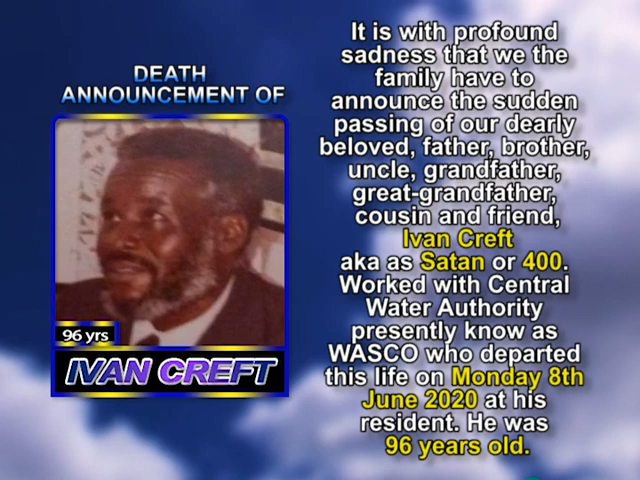 DEATH
ANNOUNCEMENT OF
96 yrs
IVAN CREFT
It is with profound
sadness that we the
family have to
announce the sudden
passing of our dearly
beloved, father, brother,
uncle, grandfather,
great-grandfather,
cousin and friend,
Ivan Creft
aka as Satan or 400.
Worked with Central
Water Authority
presently know as
WASCO who departed
this life on Monday 8th
June 2020 at his
resident. He was
96 years old.